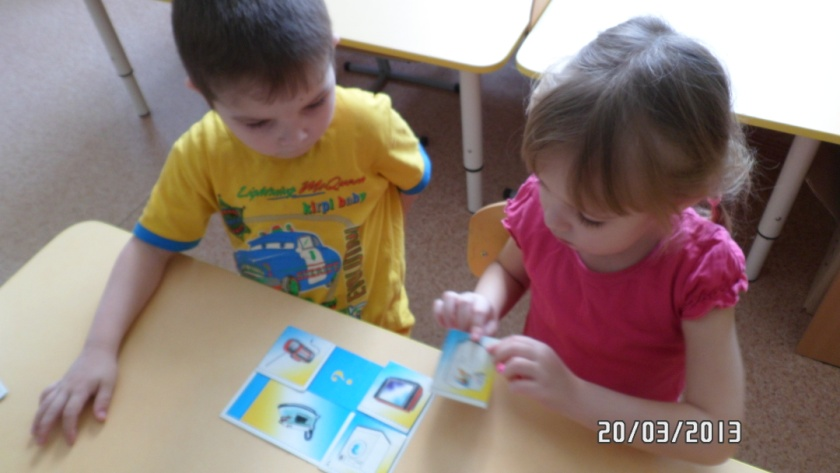 Lightning McQueen
kirpi baby
?
20/03/2013